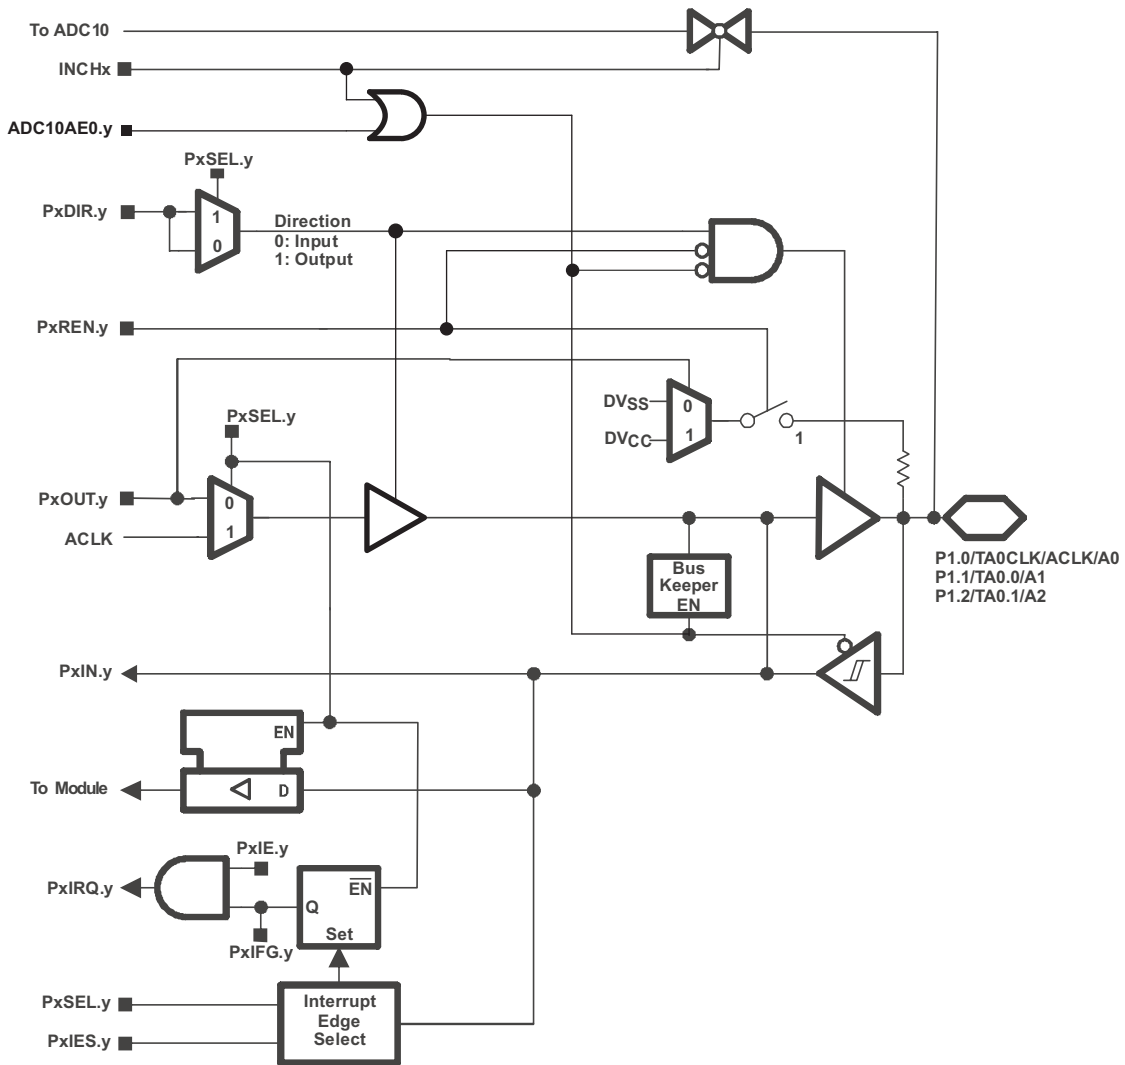 To ADC10
INCHx
ADC10AE0.y
PxSEL.y
PxDIR.y
1
0
Direction
0: Input
1: Output
PxREN.y
DVSS
DVCC
0
1
1
PxSEL.y
PxOUT.y
ACLK
0
1
Bus
Keeper
EN
P1.0/TA0CLK/ACLK/A0
P1.1/TA0.0/A1
P1.2/TA0.1/A2
PxIN.y
EN
To Module
D
PxIE.y
PxIRQ.y
EN
Q
Set
PxIFG.y
PxSEL.y
PxIES.y
Interrupt
Edge
Select